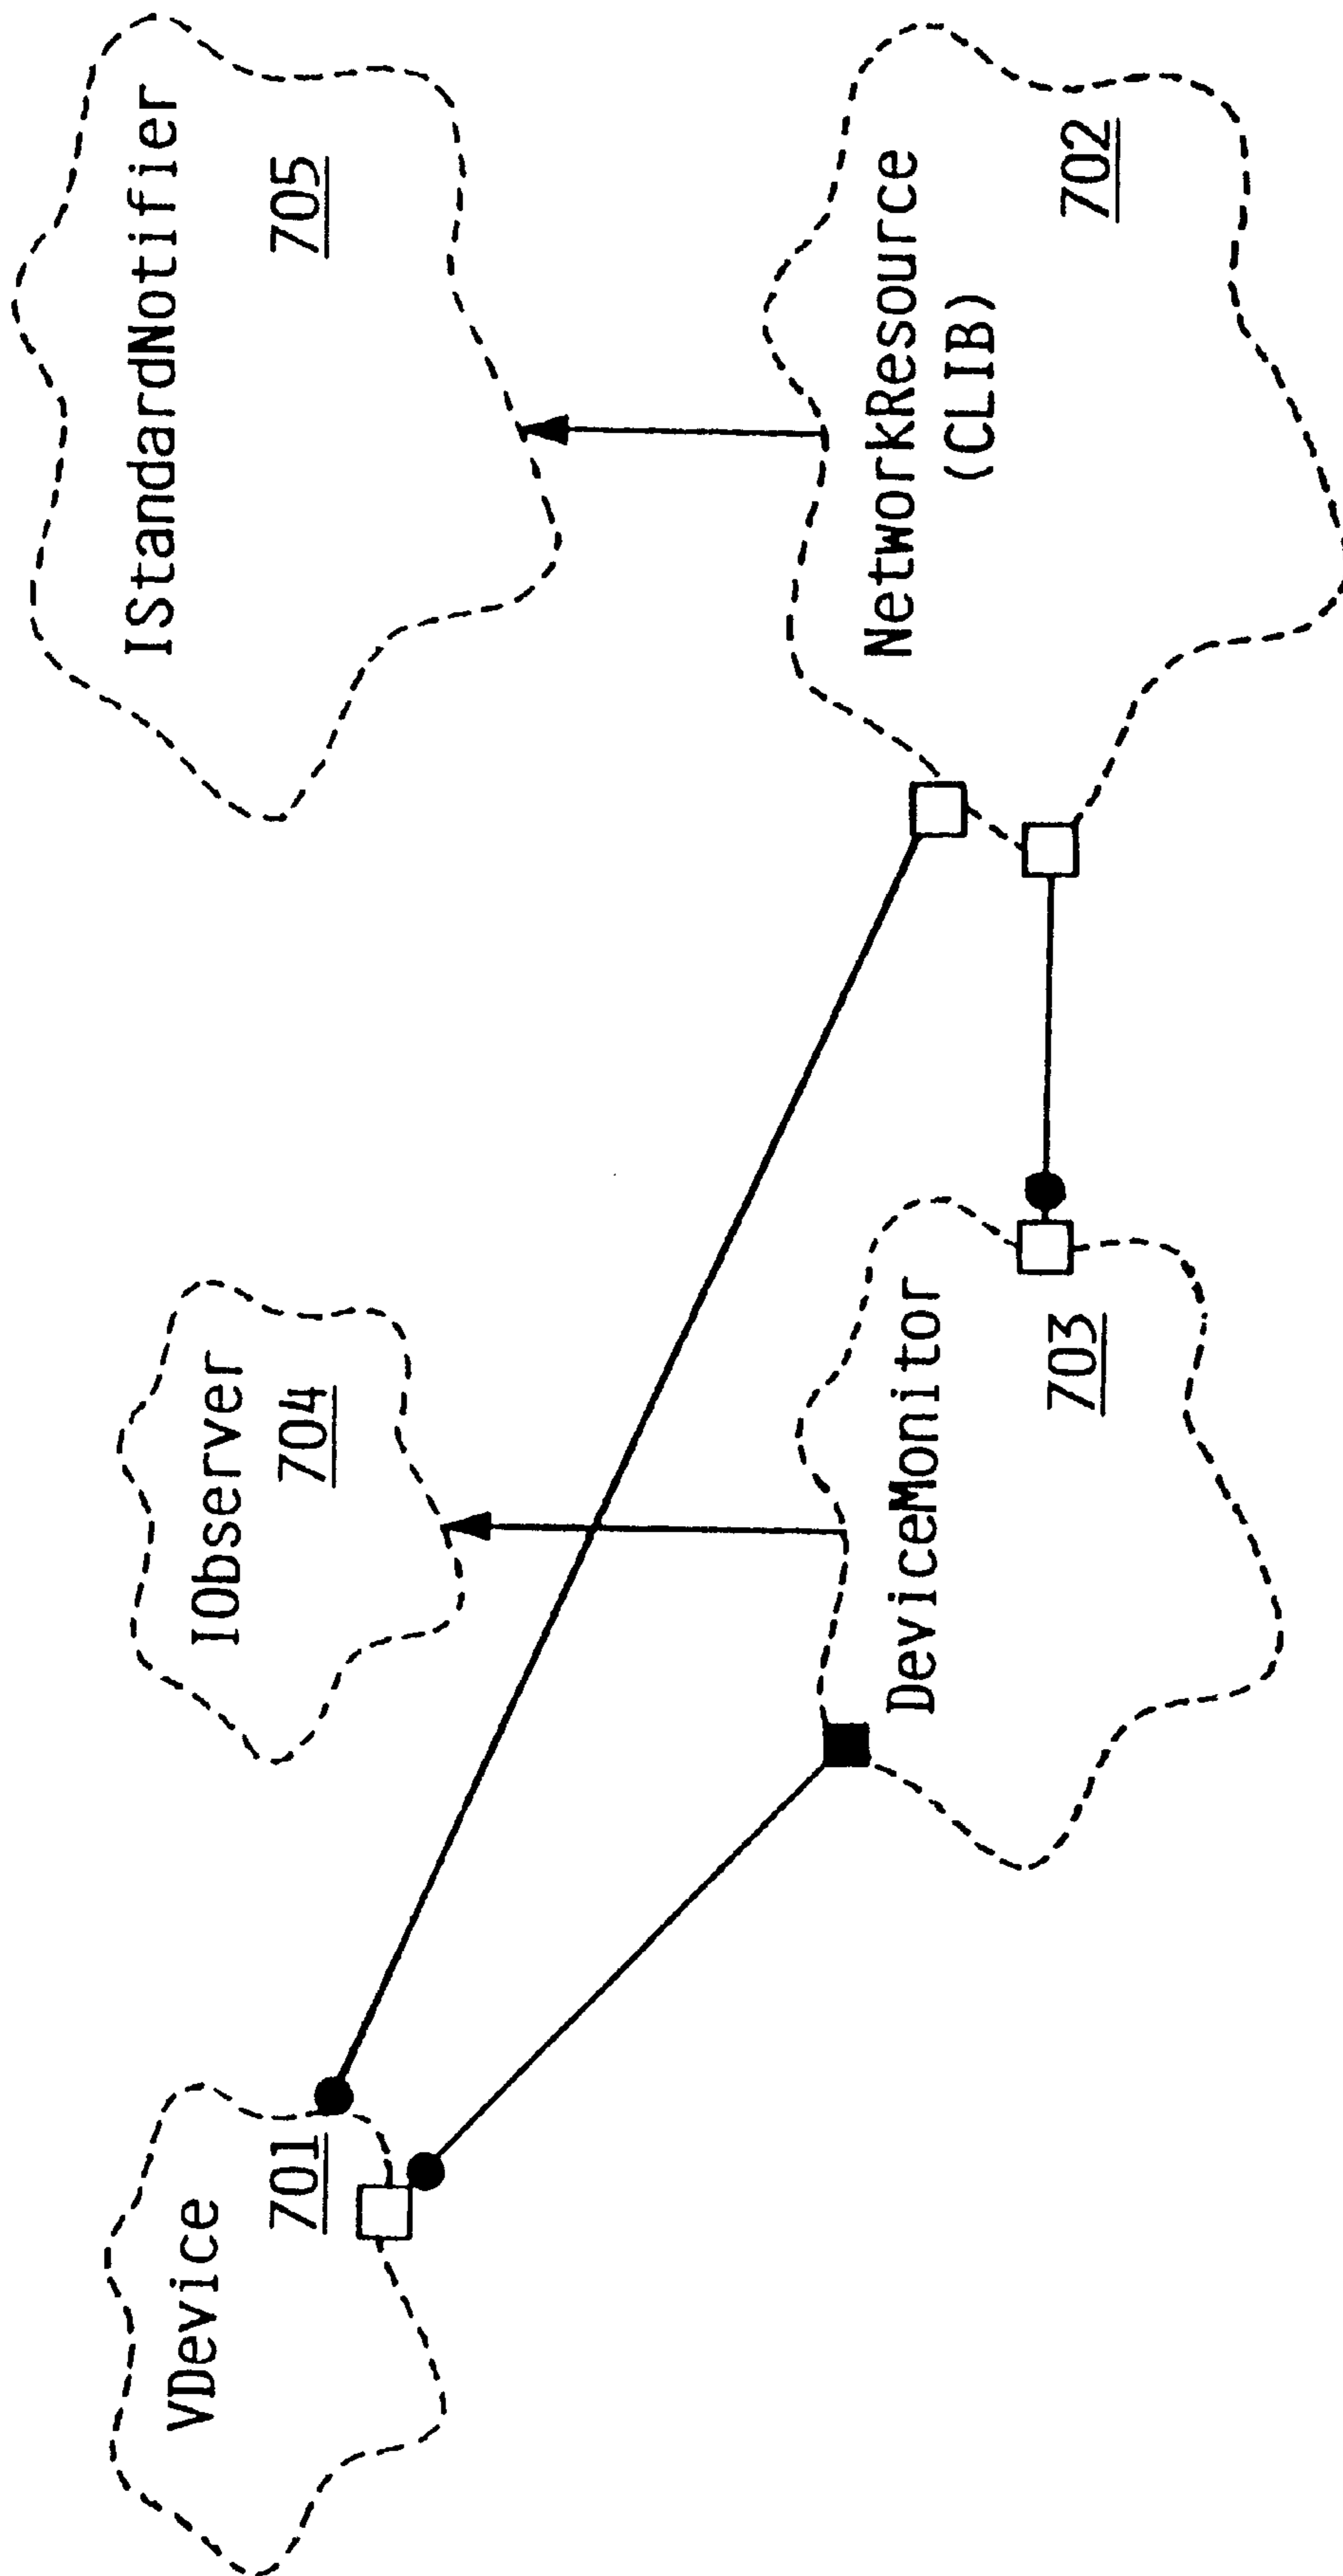 VDevice
701
IObserver
704
IStandardNotifier
705
DeviceMonitor
703
NetworkResource
(CLIB)
702